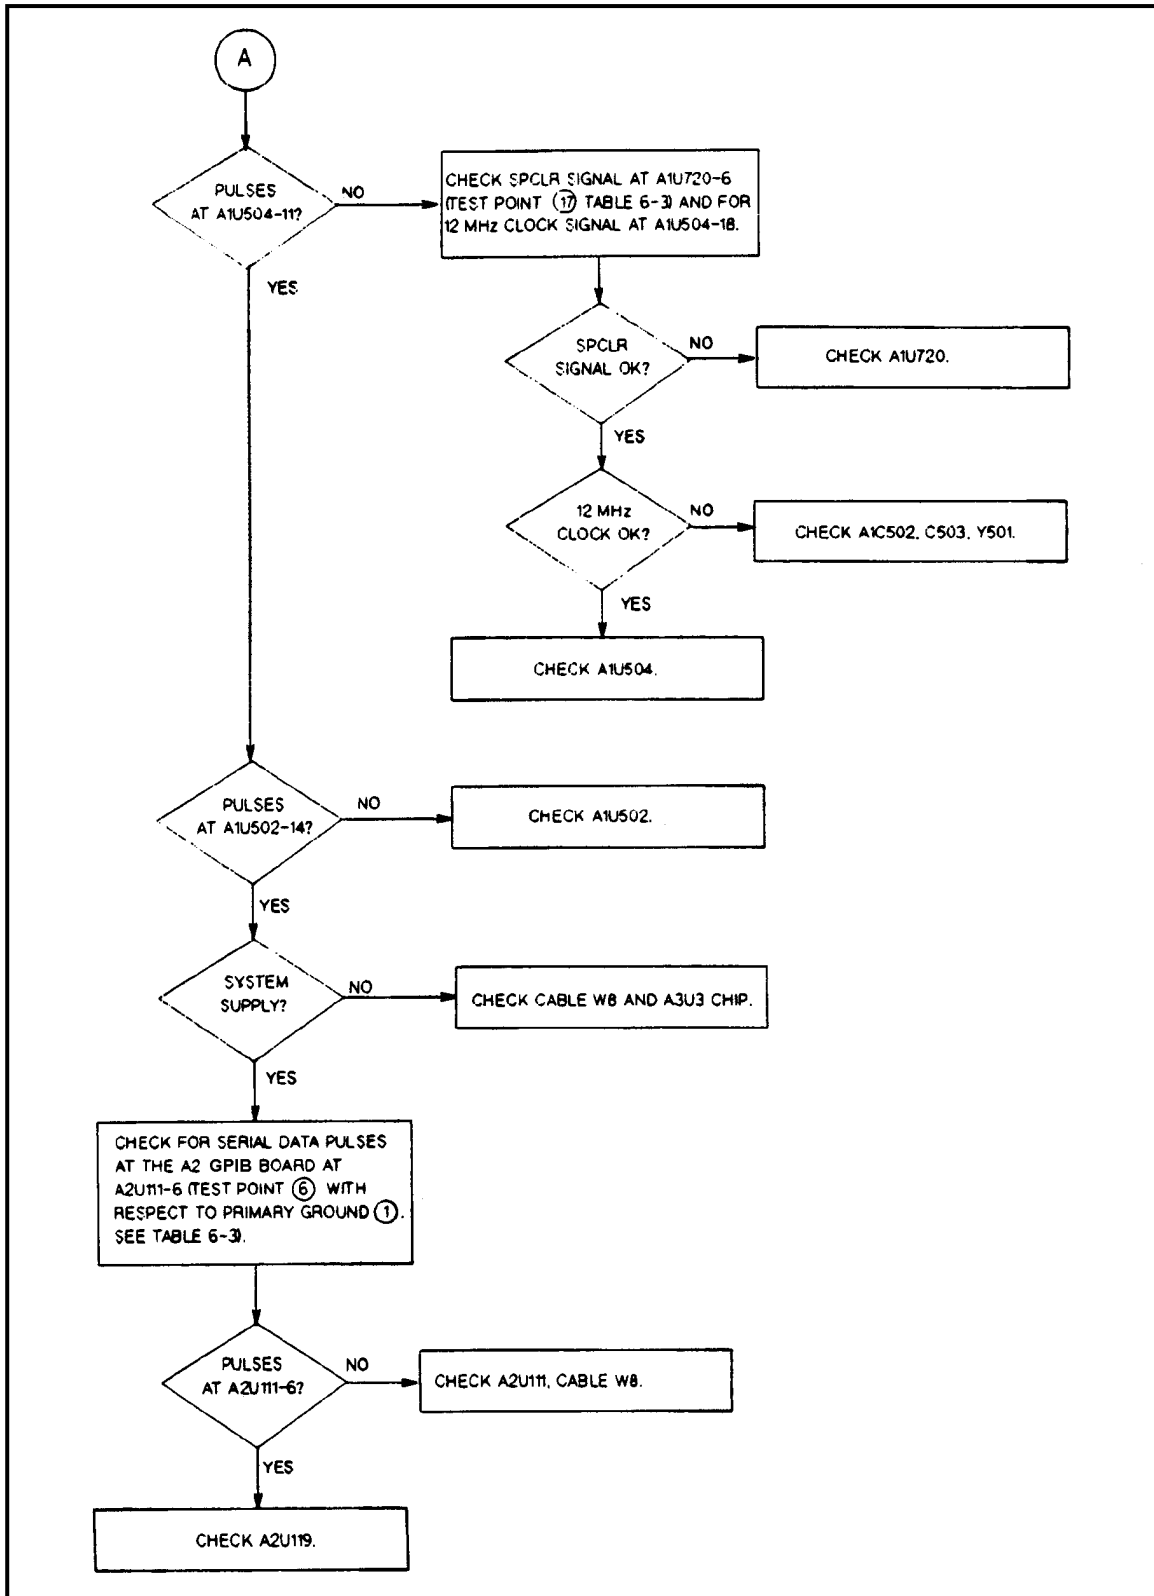 A
PULSES
AT A1U504-11?
NO
YES
CHECK SPCLR SIGNAL AT A1U720-6
(TEST POINT 17 TABLE 6-3) AND FOR
12 MHz CLOCK SIGNAL AT A1U504-18.
SPCLR
SIGNAL OK?
NO
CHECK A1U720.
YES
12 MHz
CLOCK OK?
NO
CHECK A1C502, C503, Y501.
YES
CHECK A1U504.
PULSES
AT A1U502-14?
NO
CHECK A1U502.
YES
SYSTEM
SUPPLY?
NO
CHECK CABLE W8 AND A3U3 CHIP.
YES
CHECK FOR SERIAL DATA PULSES
AT THE A2 GPIB BOARD AT
A2U111-6 (TEST POINT 6 WITH
RESPECT TO PRIMARY GROUND 1.
SEE TABLE 6-3).
PULSES
AT A2U111-6?
NO
CHECK A2U111, CABLE W8.
YES
CHECK A2U119.